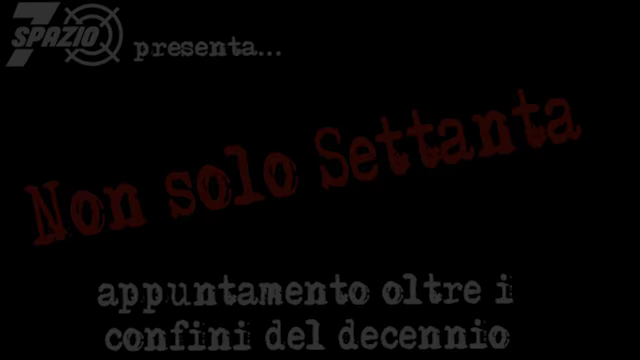 7 SPAZIO
presenta...
Non solo Settanta
appuntamento oltre i
confini del decennio